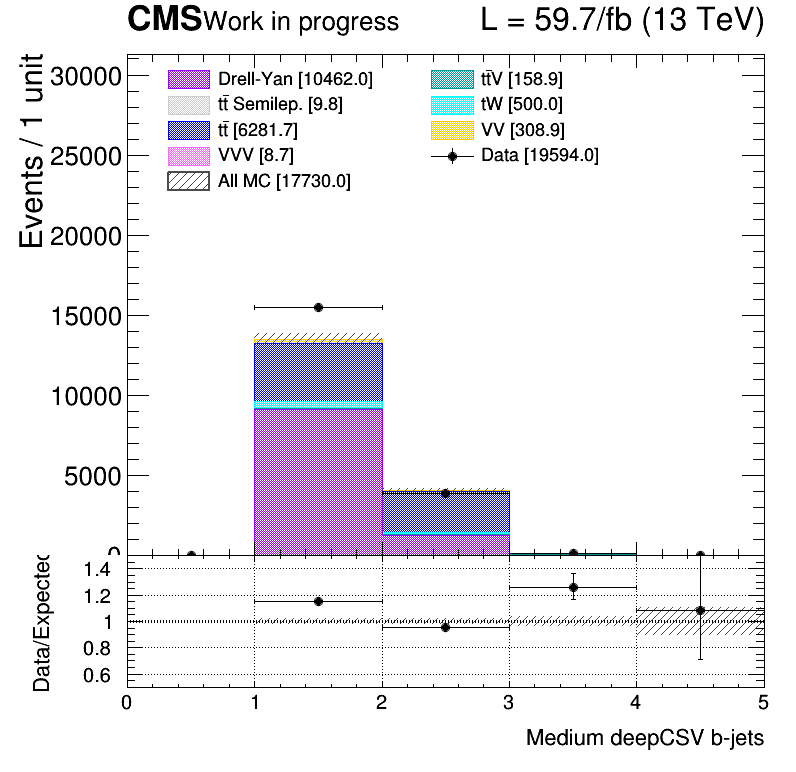 CMS Work in progress L = 59.7/fb (13 TeV)
Events / 1 unit
30000
25000
20000
15000
10000
5000
0
Drell-Yan [10462.0]
tt̄ Semilep. [9.8]
tt̄ [6281.7]
VVV [8.7]
All MC [17730.0]
tt̄V [158.9]
tW [500.0]
VV [308.9]
Data [19594.0]
Data/Expected
1.4
1.2
1
0.8
0.6
0 1 2 3 4 5
Medium deepCSV b-jets